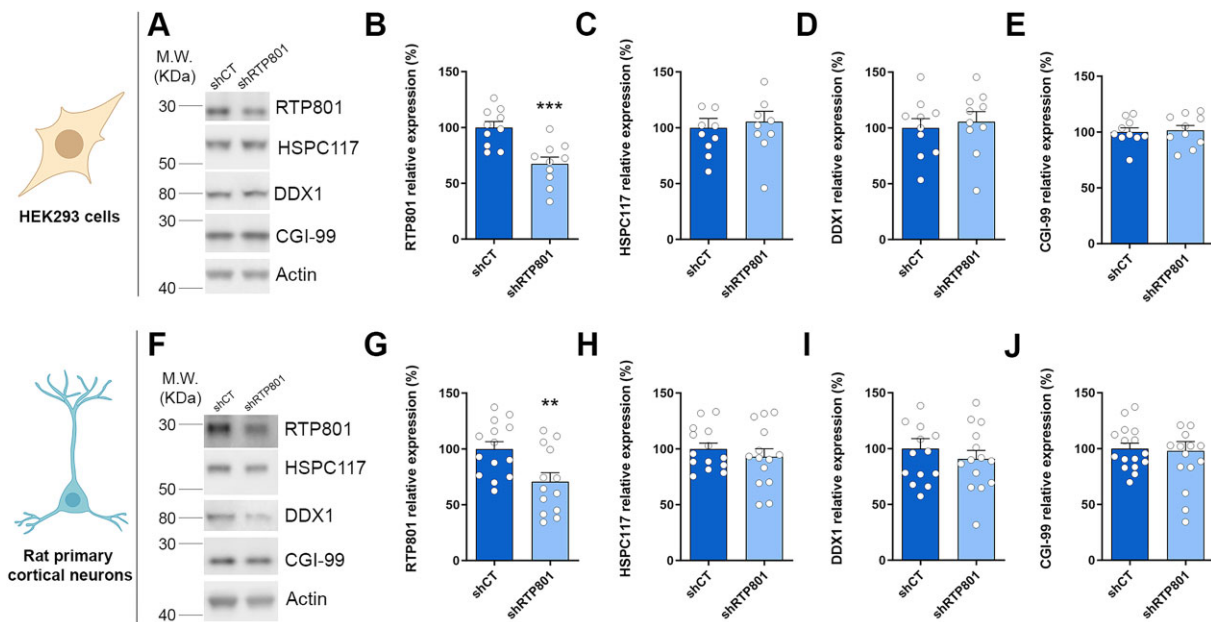 A
M.W.
(KDa)
shCT
shRTP801
30
50
80
30
40
RTP801
HSPC117
DDX1
CGI-99
Actin
HEK293 cells
B
RTP801 relative expression (%)
150
100
50
0
***
shCT
shRTP801
C
HSPC117 relative expression (%)
150
100
50
0
shCT
shRTP801
D
DDX1 relative expression (%)
150
100
50
0
shCT
shRTP801
E
CGI-99 relative expression (%)
150
100
50
0
shCT
shRTP801
F
M.W.
(KDa)
shCT
shRTP801
30
50
80
30
40
RTP801
HSPC117
DDX1
CGI-99
Actin
Rat primary
cortical neurons
G
RTP801 relative expression (%)
150
100
50
0
**
shCT
shRTP801
H
HSPC117 relative expression (%)
150
100
50
0
shCT
shRTP801
I
DDX1 relative expression (%)
150
100
50
0
shCT
shRTP801
J
CGI-99 relative expression (%)
150
100
50
0
shCT
shRTP801